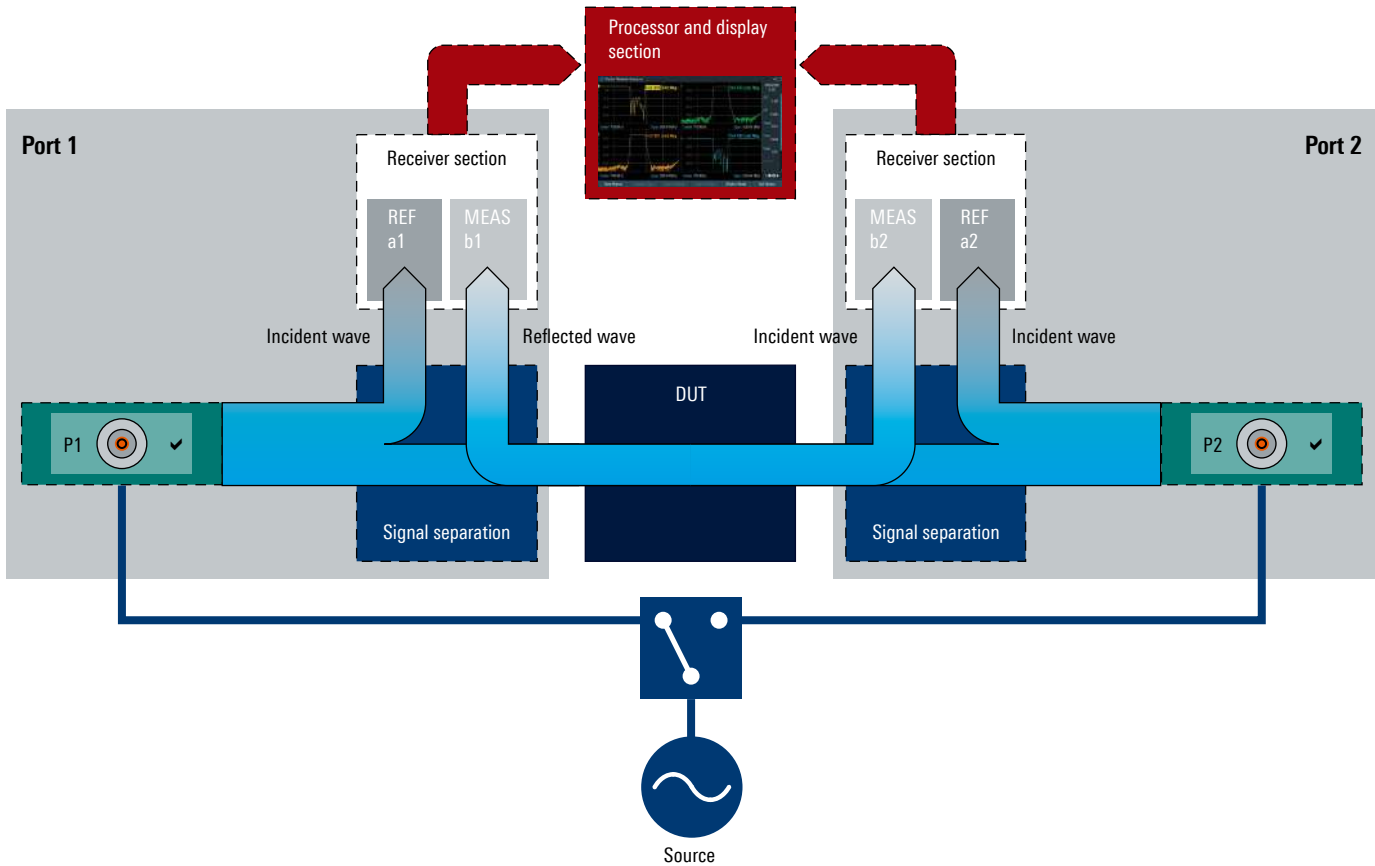 Processor and display
section
Port 1
Port 2
Receiver section
Receiver section
REF
a1
MEAS
b1
MEAS
b2
REF
a2
Incident wave
Reflected wave
Incident wave
Incident wave
DUT
P1
P2
Signal separation
Signal separation
Source